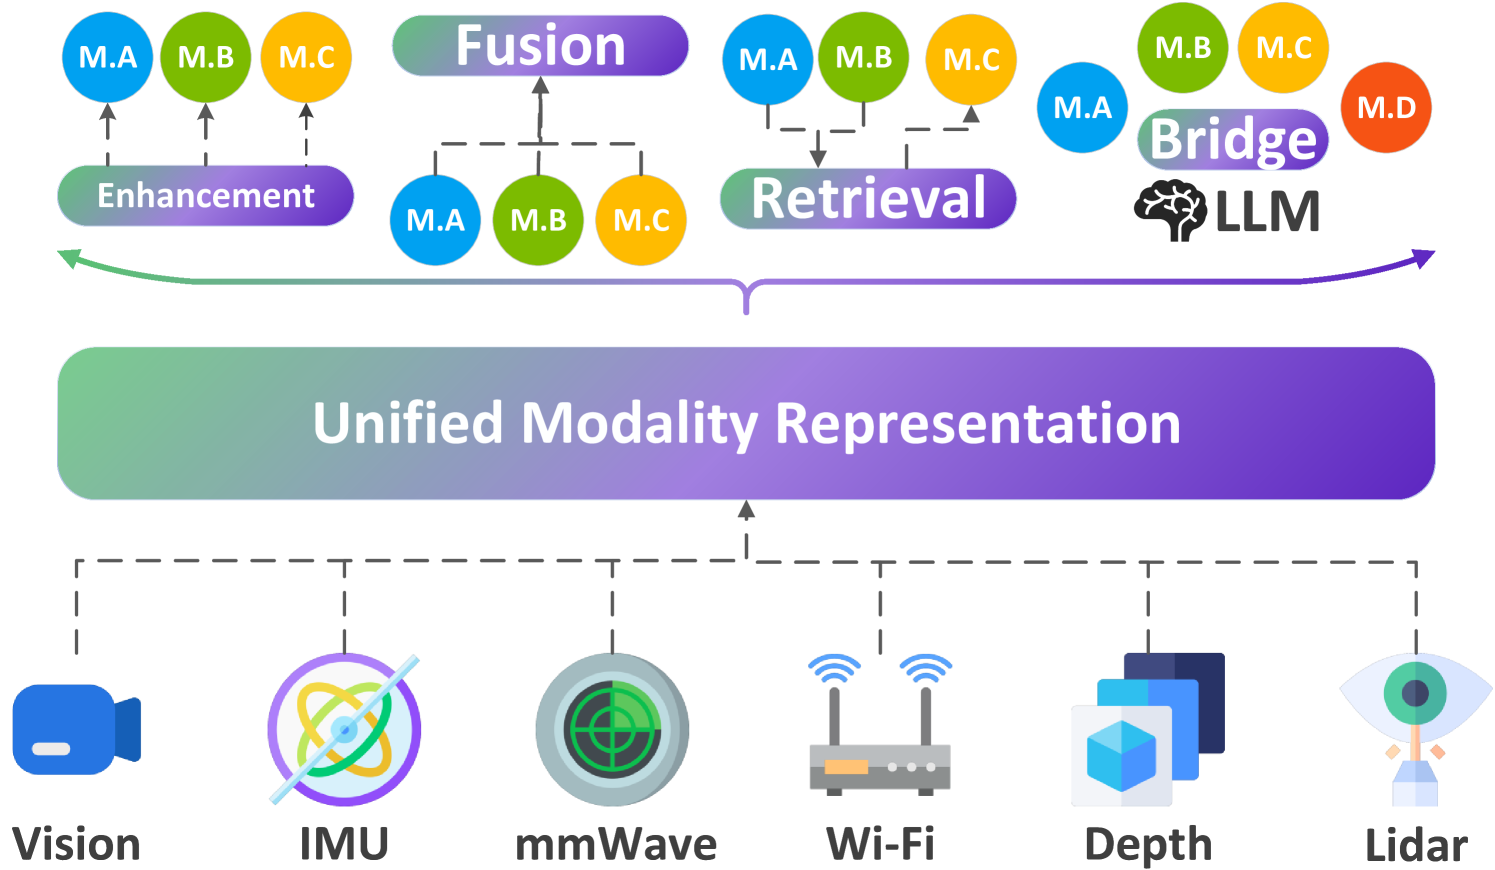 M.A M.B M.C
Enhancement
Fusion
M.A M.B M.C
M.A M.B M.C
Retrieval
M.A M.B M.C M.D
Bridge
LLM
Unified Modality Representation
Vision IMU mmWave Wi-Fi Depth Lidar